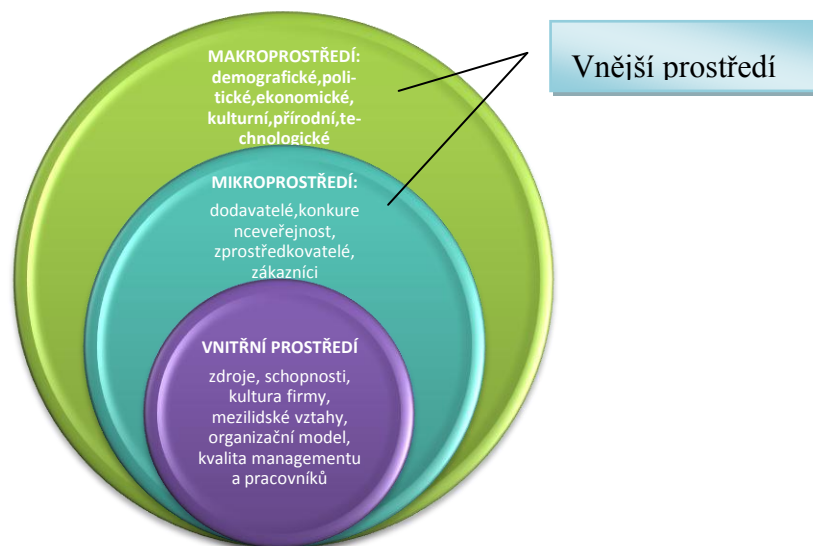 MAKROPROSTŘEDÍ:
demografické,poli-
tické,ekonomické,
kulturní,přírodní,te-
chnologické
Vnější prostředí
MIKROPROSTŘEDÍ:
dodavatelé,konkure
nceveřejnost,
zprostředkovatelé,
zákazníci
VNITŘNÍ PROSTŘEDÍ
zdroje, schopnosti,
kultura firmy,
mezilidské vztahy,
organizační model,
kvalita managementu
a pracovníků